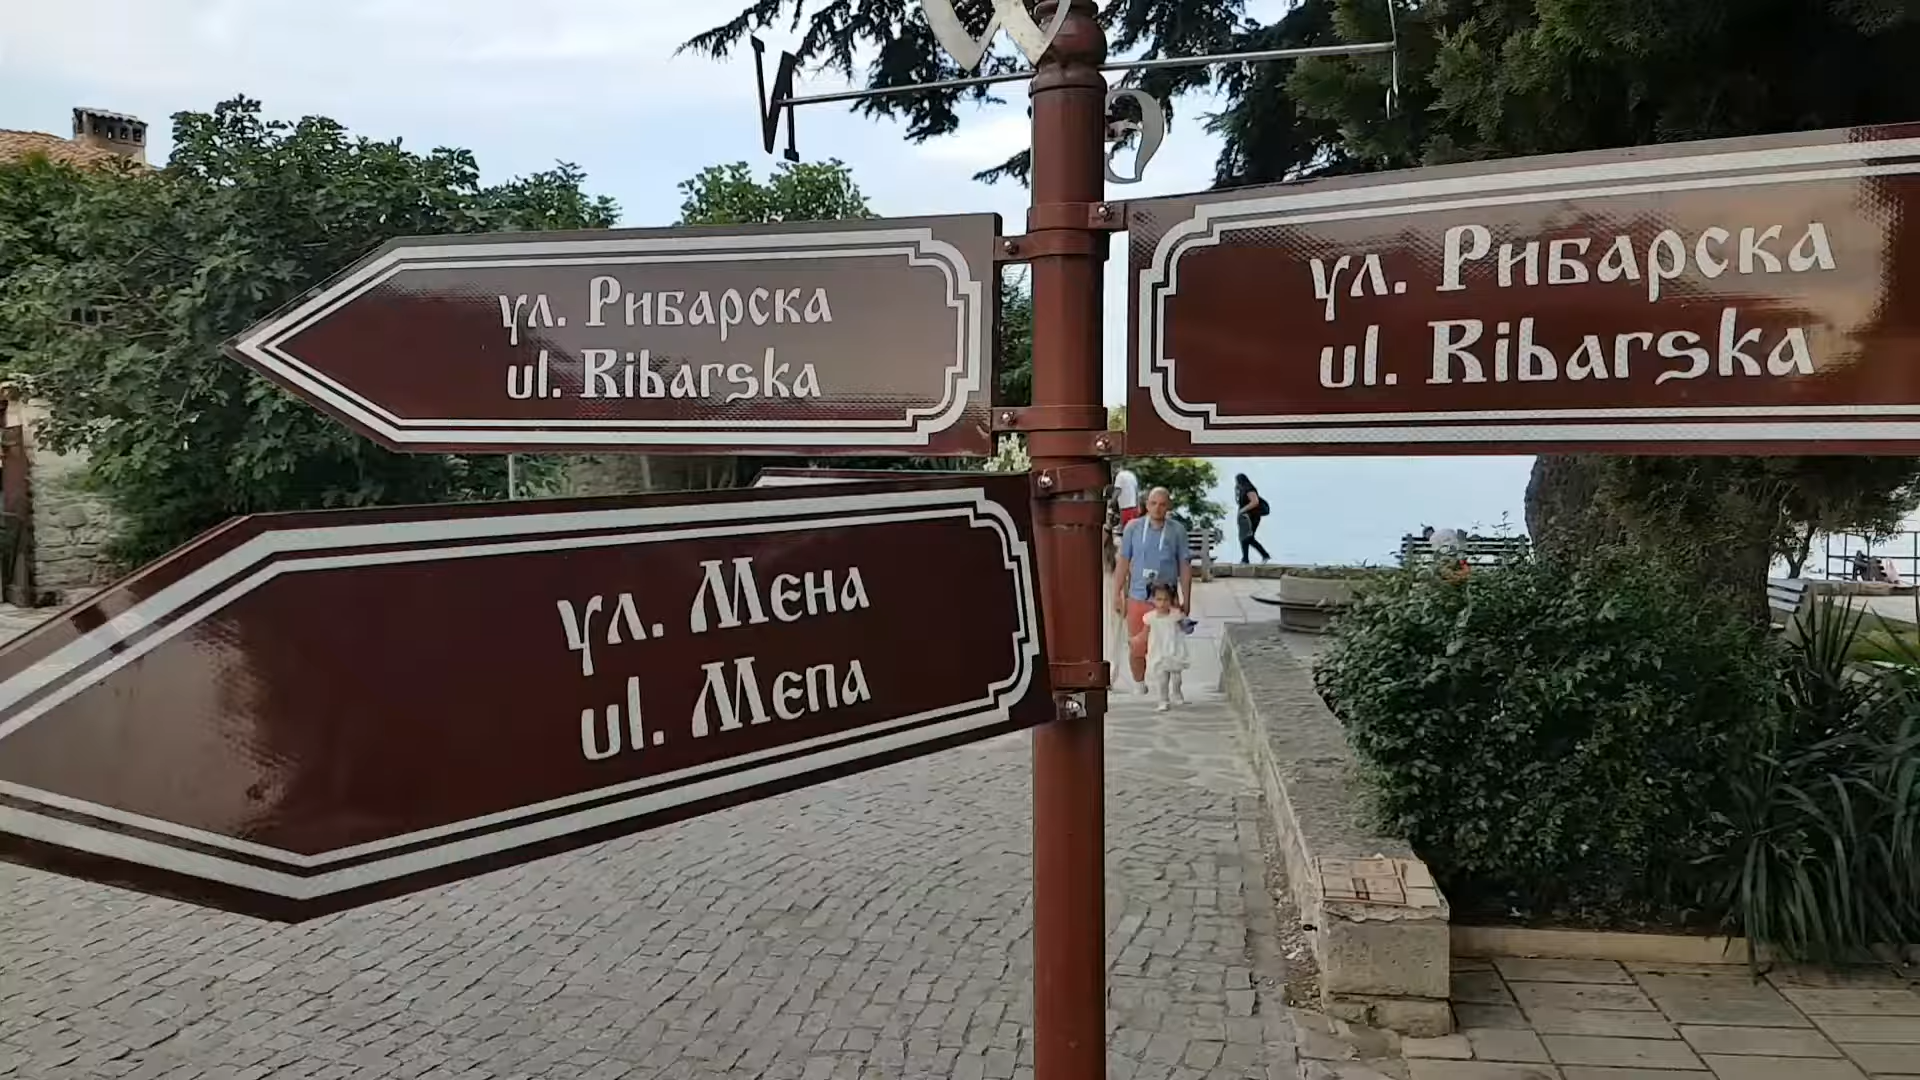 W
И
ул. Рибарска
ul. Ribarska
ул. Рибарска
ul. Ribarska
ул. Мена
ul. Mena